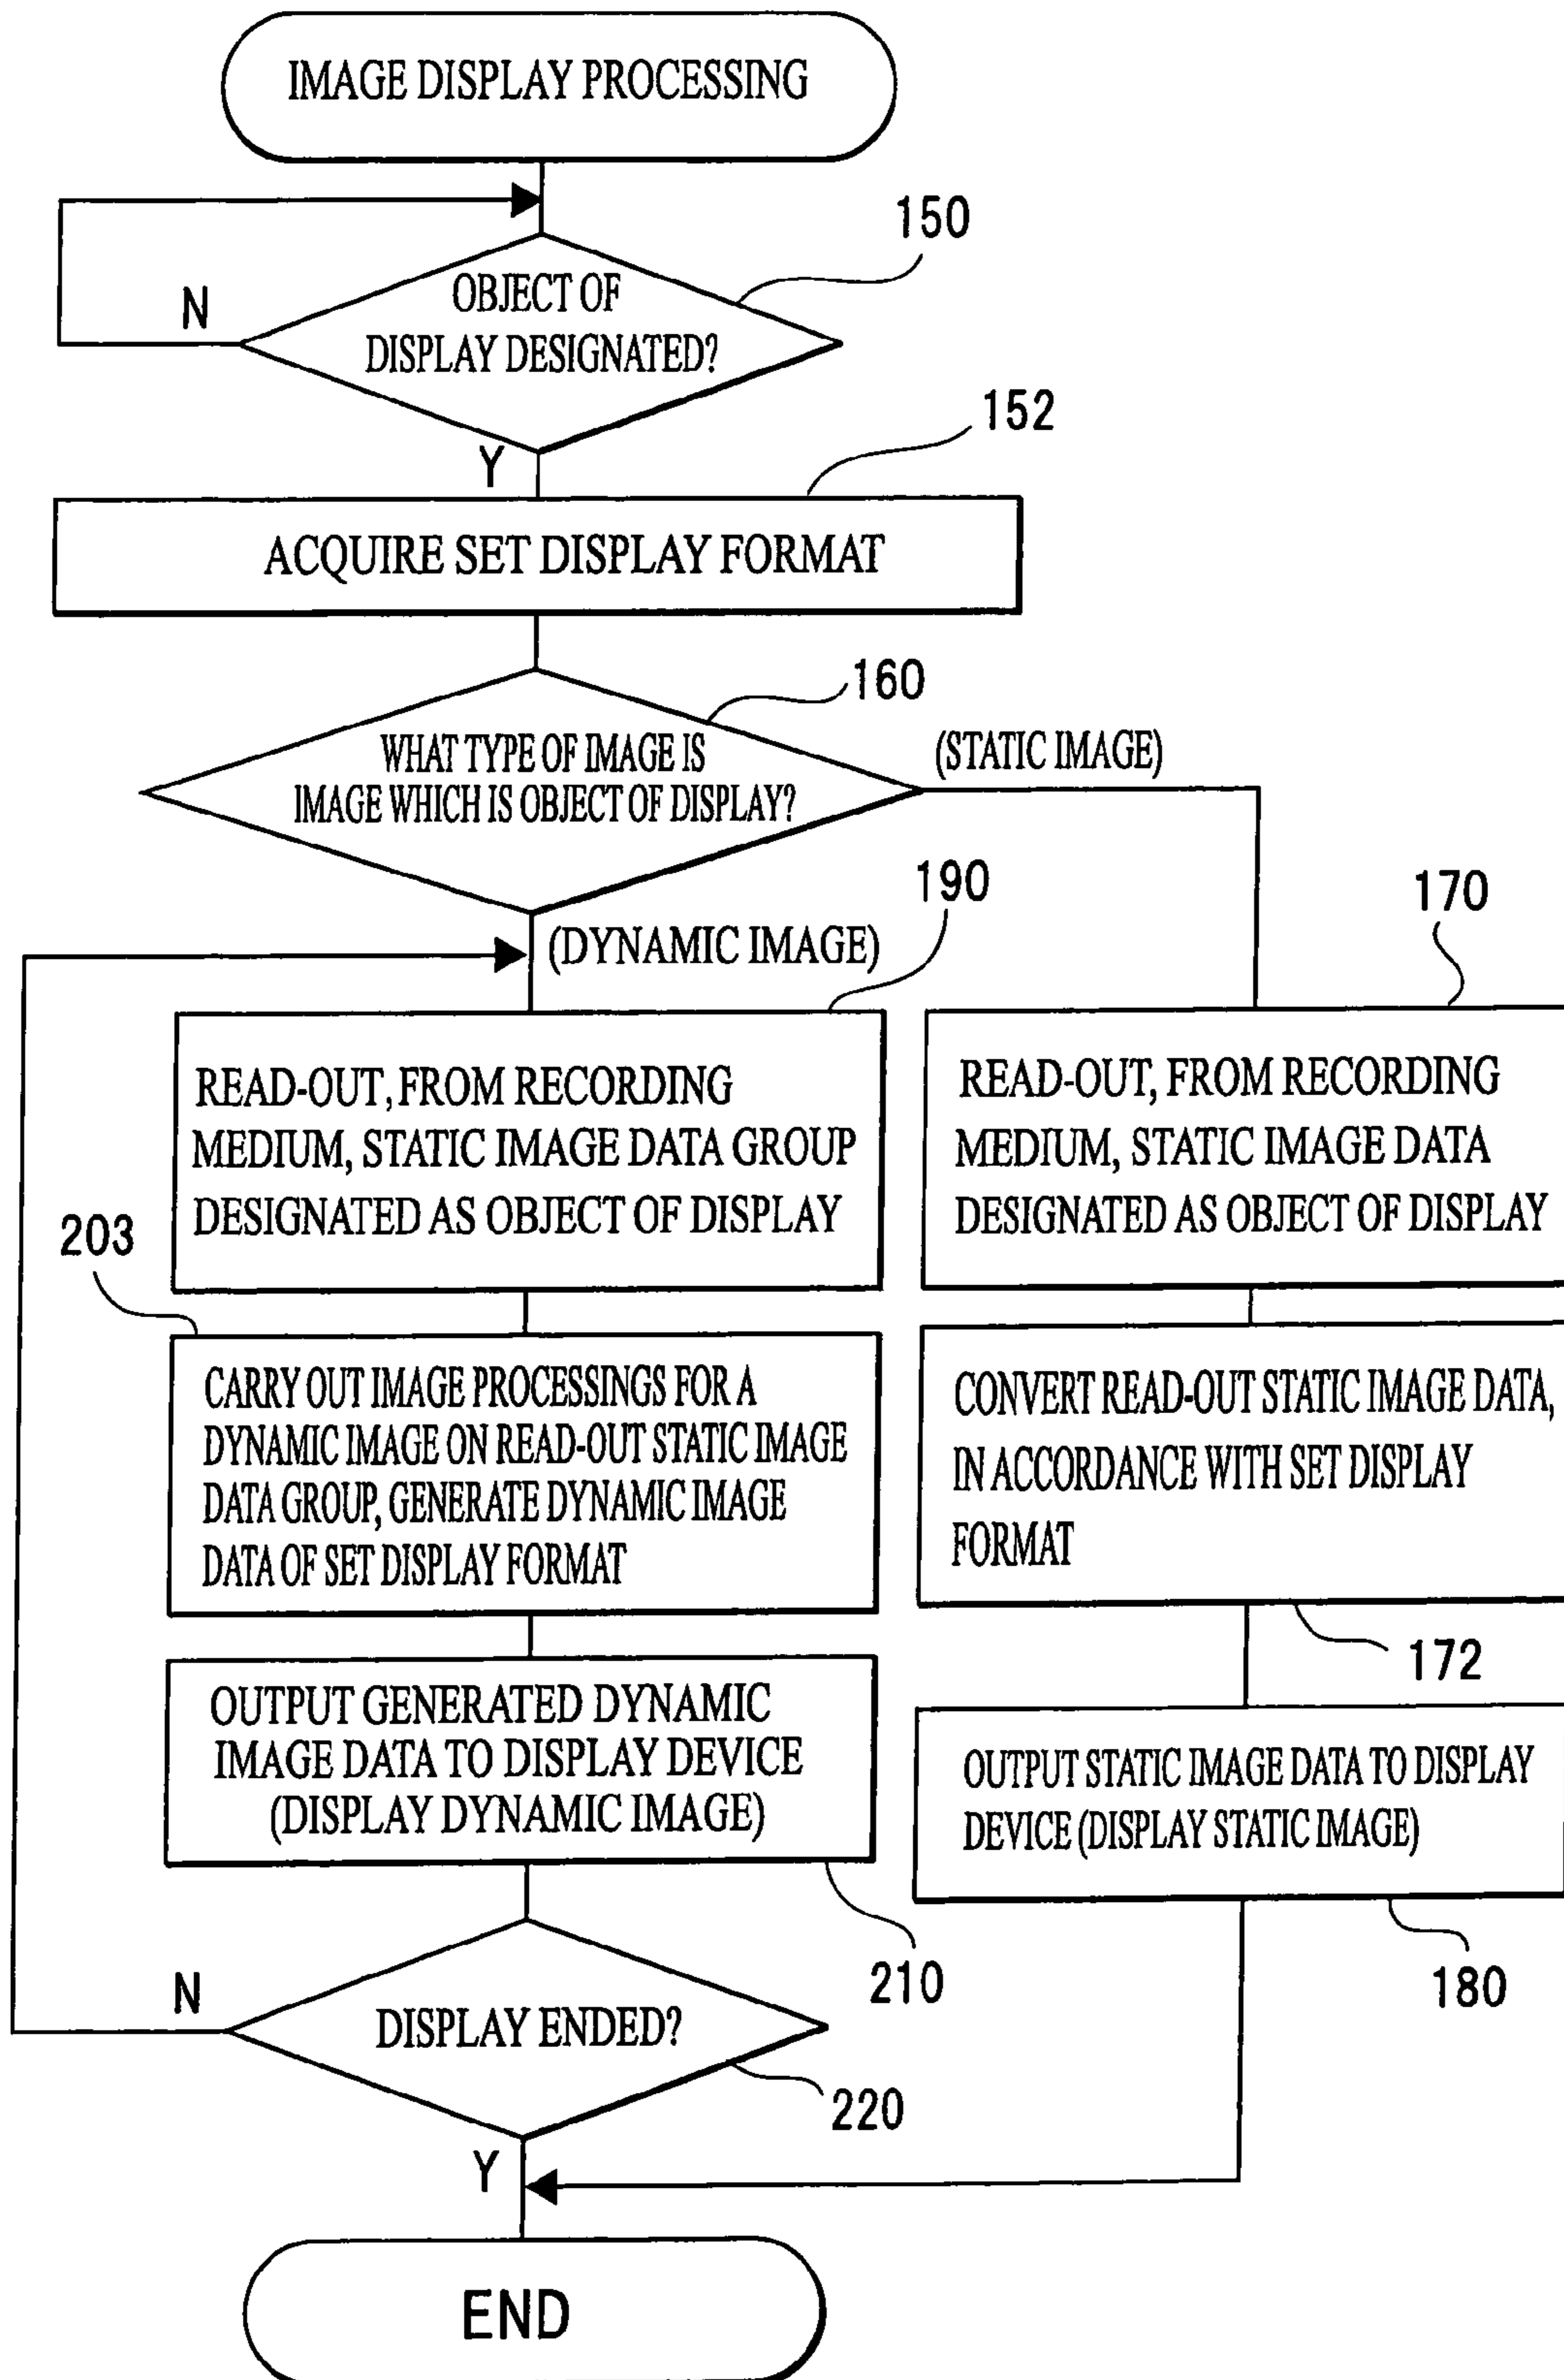 IMAGE DISPLAY PROCESSING
150
OBJECT OF
DISPLAY DESIGNATED?
N
Y
152
ACQUIRE SET DISPLAY FORMAT
160
WHAT TYPE OF IMAGE IS
IMAGE WHICH IS OBJECT OF DISPLAY?
(STATIC IMAGE)
(DYNAMIC IMAGE)
190
READ-OUT, FROM RECORDING
MEDIUM, STATIC IMAGE DATA GROUP
DESIGNATED AS OBJECT OF DISPLAY
203
CARRY OUT IMAGE PROCESSINGS FOR A
DYNAMIC IMAGE ON READ-OUT STATIC IMAGE
DATA GROUP, GENERATE DYNAMIC IMAGE
DATA OF SET DISPLAY FORMAT
OUTPUT GENERATED DYNAMIC
IMAGE DATA TO DISPLAY DEVICE
(DISPLAY DYNAMIC IMAGE)
210
N
DISPLAY ENDED?
220
Y
170
READ-OUT, FROM RECORDING
MEDIUM, STATIC IMAGE DATA
DESIGNATED AS OBJECT OF DISPLAY
CONVERT READ-OUT STATIC IMAGE DATA,
IN ACCORDANCE WITH SET DISPLAY
FORMAT
172
OUTPUT STATIC IMAGE DATA TO DISPLAY
DEVICE (DISPLAY STATIC IMAGE)
180
END